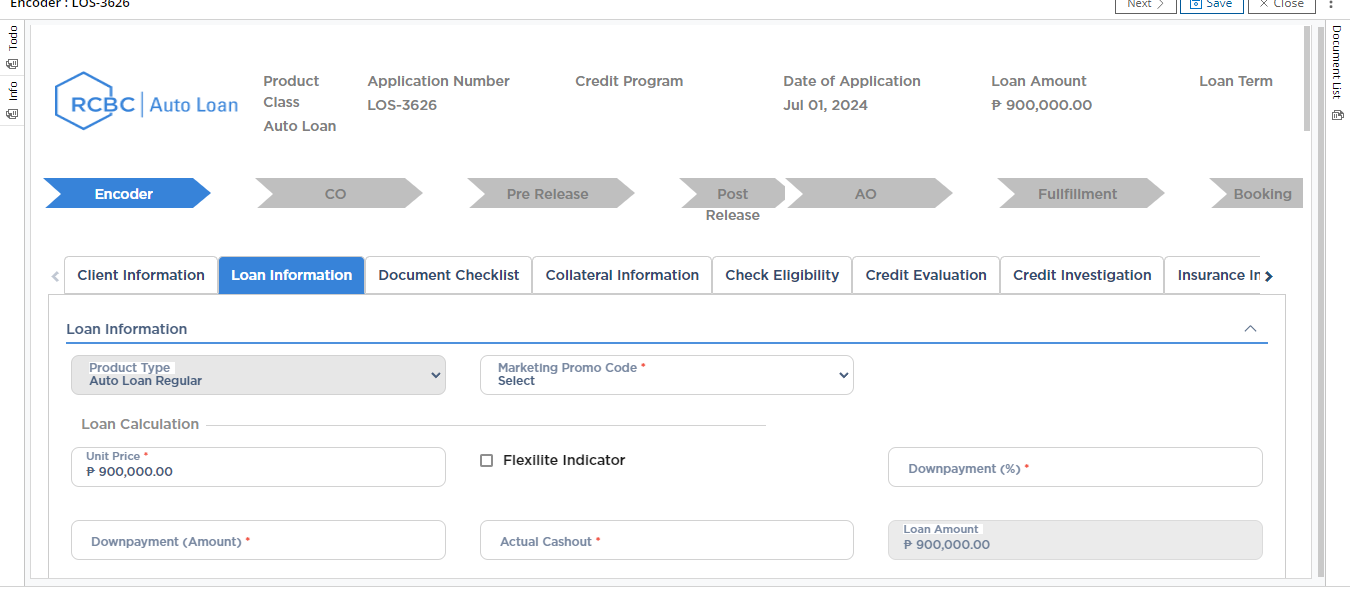 Encoder : LOS-3626
Next
Save
Close
Todo
Info
Document List
RCBC Auto Loan
Product Class
Auto Loan
Application Number
LOS-3626
Credit Program
Date of Application
Jul 01, 2024
Loan Amount
₱ 900,000.00
Loan Term
Encoder
CO
Pre Release
Post Release
AO
Fullfillment
Booking
Client Information
Loan Information
Document Checklist
Collateral Information
Check Eligibility
Credit Evaluation
Credit Investigation
Insurance In
Loan Information
Product Type
Auto Loan Regular
Marketing Promo Code *
Select
Loan Calculation
Unit Price *
₱ 900,000.00
Flexilite Indicator
Downpayment (%) *
Downpayment (Amount) *
Actual Cashout *
Loan Amount
₱ 900,000.00